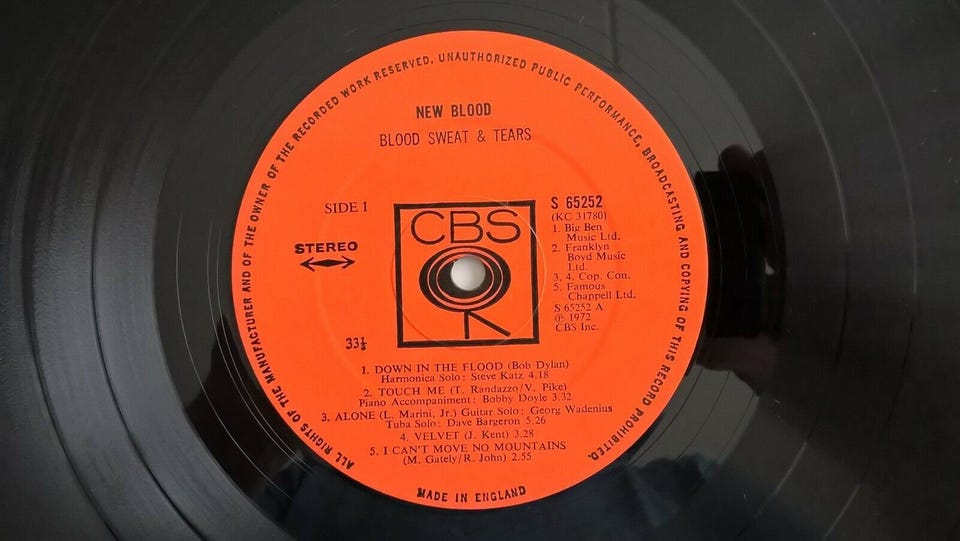 ALL RIGHTS OF THE MANUFACTURER AND OF THE OWNER OF THE RECORDED WORK RESERVED. UNAUTHORIZED PUBLIC PERFORMANCE, BROADCASTING AND COPYING OF THIS RECORD PROHIBITED.
NEW BLOOD
BLOOD SWEAT & TEARS
SIDE 1
STEREO
33⅓
CBS
S 65252
(KC 31780)
1. Big Ben
Music Ltd.
2. Franklyn
Boyd Music
Ltd.
3, 4. Cop. Con.
5. Famous
Chappell Ltd.
S 65252 A
℗ 1972
CBS Inc.
1. DOWN IN THE FLOOD (Bob Dylan)
Harmonica Solo: Steve Katz 4.18
2. TOUCH ME (T. Randazzo/V. Pike)
Piano Accompaniment: Bobby Doyle 3.32
3. ALONE (L. Marini, Jr.) Guitar Solo: Georg Wadenius
Tuba Solo: Dave Bargeron 5.26
4. VELVET (J. Kent) 3.28
5. I CAN'T MOVE NO MOUNTAINS
(M. Gately/R. John) 2.55
MADE IN ENGLAND